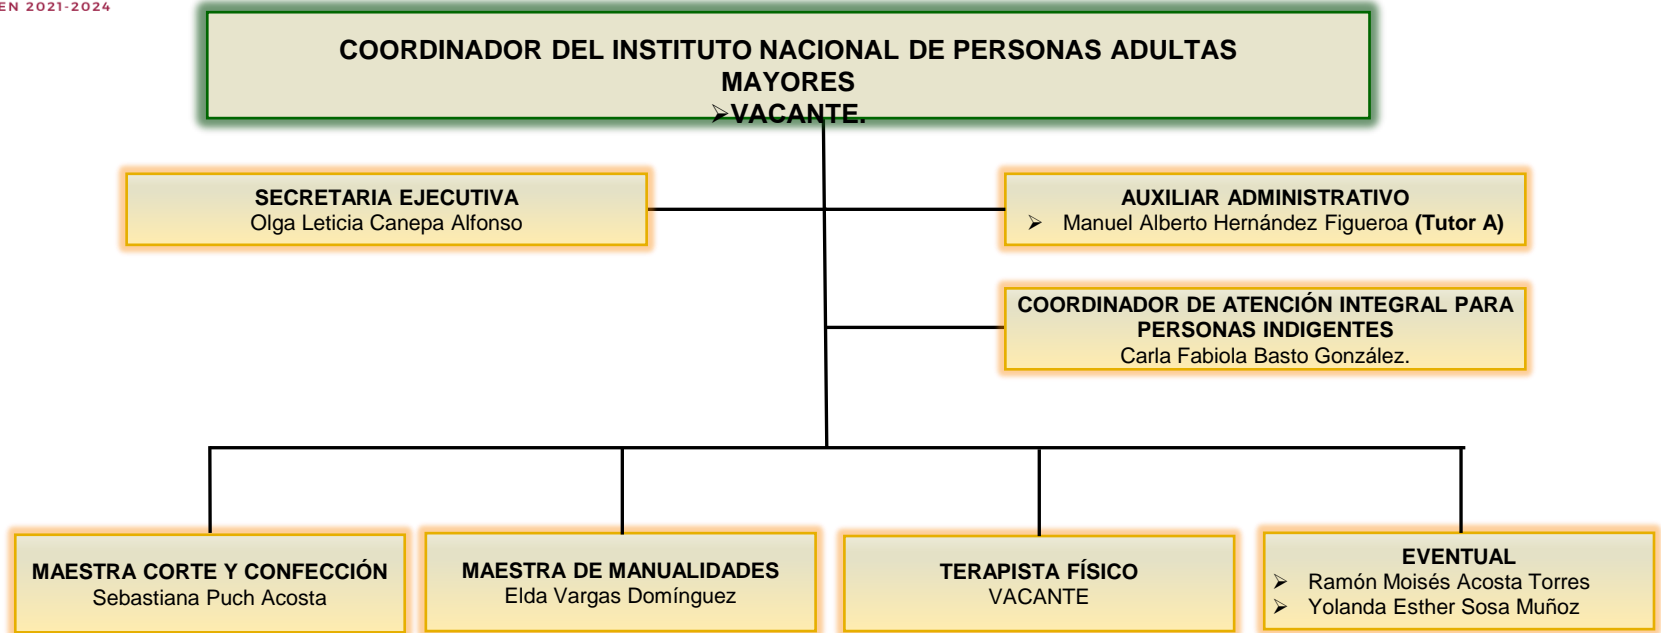 EN 2021-2024
COORDINADOR DEL INSTITUTO NACIONAL DE PERSONAS ADULTAS
MAYORES
➢VACANTE.
SECRETARIA EJECUTIVA
Olga Leticia Canepa Alfonso
AUXILIAR ADMINISTRATIVO
➢ Manuel Alberto Hernández Figueroa (Tutor A)
COORDINADOR DE ATENCIÓN INTEGRAL PARA
PERSONAS INDIGENTES
Carla Fabiola Basto González.
MAESTRA CORTE Y CONFECCIÓN
Sebastiana Puch Acosta
MAESTRA DE MANUALIDADES
Elda Vargas Domínguez
TERAPISTA FÍSICO
VACANTE
EVENTUAL
➢ Ramón Moisés Acosta Torres
➢ Yolanda Esther Sosa Muñoz